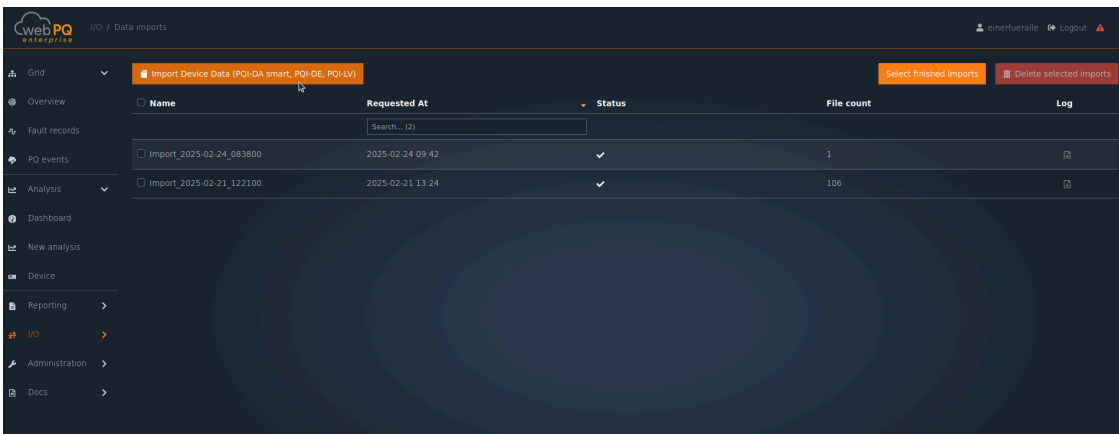 web PQ
enterprise
I/O / Data imports
einerfueralle Logout
Grid
Overview
Fault records
PQ events
Analysis
Dashboard
New analysis
Device
Reporting
I/O
Administration
Docs
Import Device Data (PQI-DA smart, PQI-DE, PQI-LV)
Select finished imports
Delete selected imports
Name Requested At Status File count Log
Search... (2)
Import_2025-02-24_083800 2025-02-24 09:42 1
Import_2025-02-21_122100 2025-02-21 13:24 106